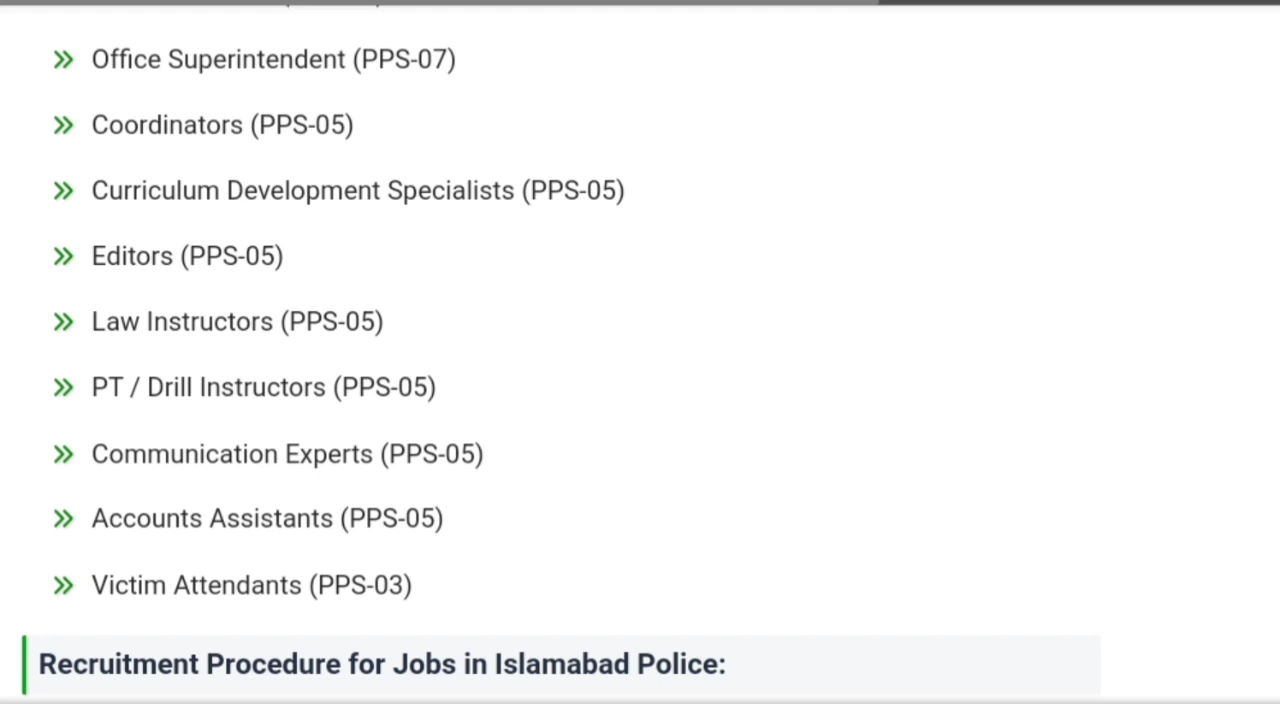 Office Superintendent (PPS-07)
Coordinators (PPS-05)
Curriculum Development Specialists (PPS-05)
Editors (PPS-05)
Law Instructors (PPS-05)
PT / Drill Instructors (PPS-05)
Communication Experts (PPS-05)
Accounts Assistants (PPS-05)
Victim Attendants (PPS-03)
Recruitment Procedure for Jobs in Islamabad Police: